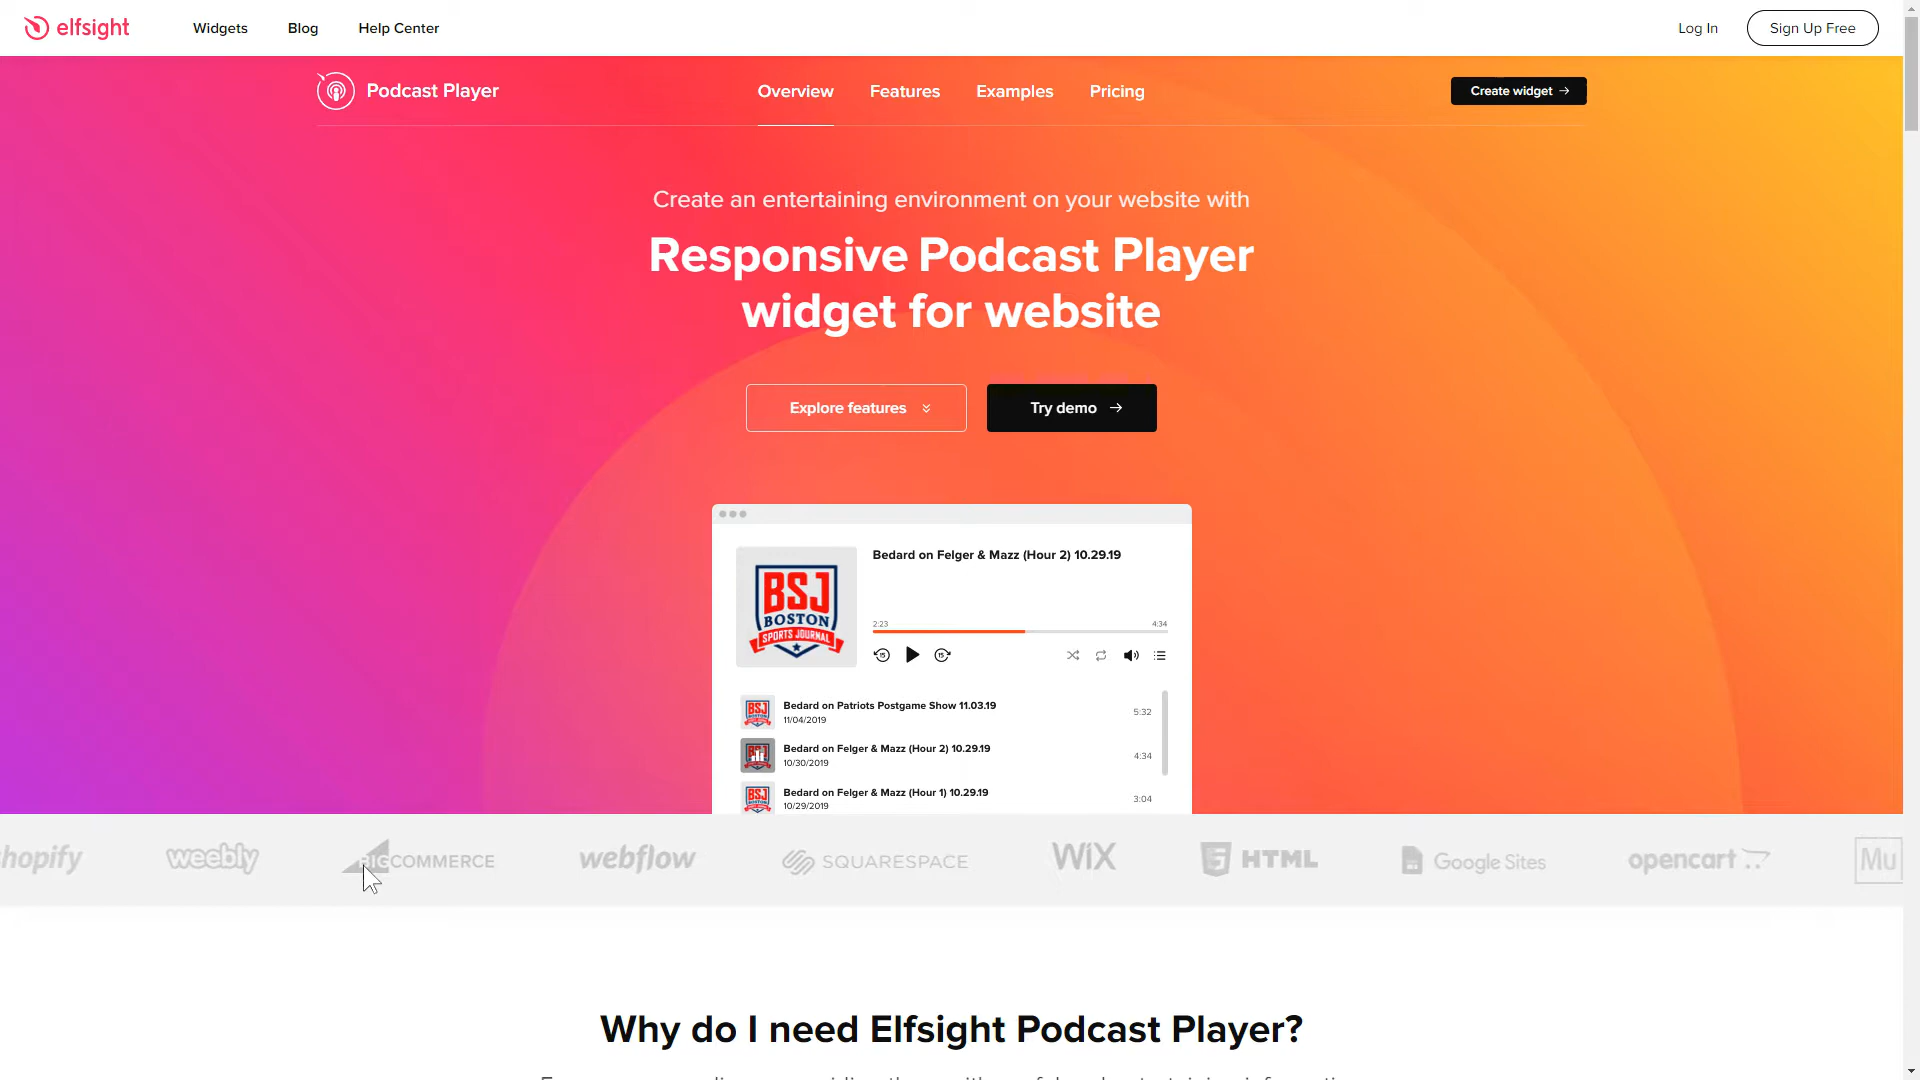 elfsight
Widgets
Blog
Help Center
Log In
Sign Up Free
Podcast Player
Overview
Features
Examples
Pricing
Create widget
Create an entertaining environment on your website with
Responsive Podcast Player
widget for website
Explore features
Try demo
BSJ
BOSTON
SPORTS JOURNAL
Bedard on Felger & Mazz (Hour 2) 10.29.19
2:23
4:34
15
15
BSJ
Bedard on Patriots Postgame Show 11.03.19
11/04/2019
5:32
Bedard on Felger & Mazz (Hour 2) 10.29.19
10/30/2019
4:34
BSJ
Bedard on Felger & Mazz (Hour 1) 10.29.19
10/29/2019
3:04
hopify
weebly
BIGCOMMERCE
webflow
SQUARESPACE
WiX
HTML
Google Sites
opencart
Mu
Why do I need Elfsight Podcast Player?